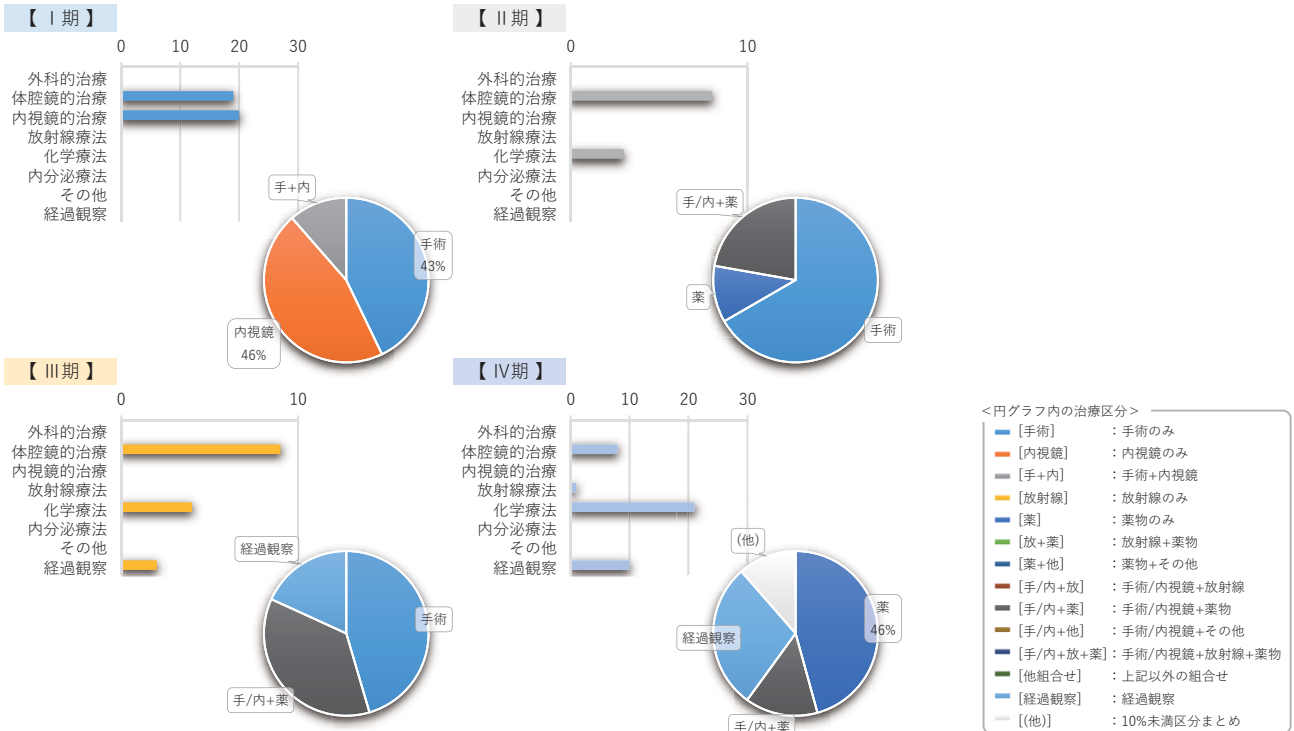 【 Ⅰ期 】
0 10 20 30
外科的治療
体腔鏡的治療
内視鏡的治療
放射線療法
化学療法
内分泌療法
その他
経過観察
手+内
手術
43%
内視鏡
46%
【 Ⅱ期 】
0 10
外科的治療
体腔鏡的治療
内視鏡的治療
放射線療法
化学療法
内分泌療法
その他
経過観察
手/内+薬
薬
手術
【 Ⅲ期 】
0 10
外科的治療
体腔鏡的治療
内視鏡的治療
放射線療法
化学療法
内分泌療法
その他
経過観察
経過観察
手術
手/内+薬
【 Ⅳ期 】
0 10 20 30
外科的治療
体腔鏡的治療
内視鏡的治療
放射線療法
化学療法
内分泌療法
その他
経過観察
(他)
薬
46%
経過観察
手/内+薬
＜円グラフ内の治療区分＞
[手術] ：手術のみ
[内視鏡] ：内視鏡のみ
[手+内] ：手術+内視鏡
[放射線] ：放射線のみ
[薬] ：薬物のみ
[放+薬] ：放射線+薬物
[薬+他] ：薬物+その他
[手/内+放] ：手術/内視鏡+放射線
[手/内+薬] ：手術/内視鏡+薬物
[手/内+他] ：手術/内視鏡+その他
[手/内+放+薬]：手術/内視鏡+放射線+薬物
[他組合せ] ：上記以外の組合せ
[経過観察] ：経過観察
[(他)] ：10%未満区分まとめ